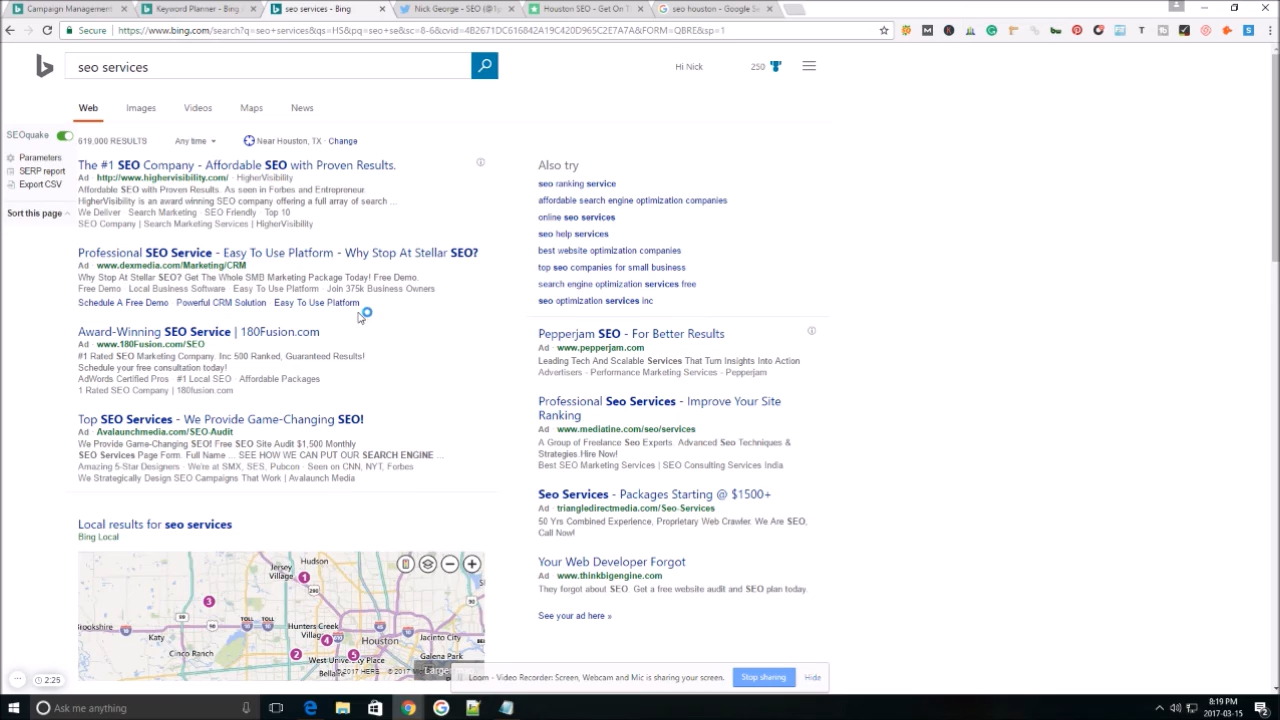 Campaign Management
Keyword Planner - Bing
seo services - Bing
Nick George - SEO (@1p
Houston SEO - Get On T
seo houston - Google Se
Secure
https://www.bing.com/search?q=seo+services&qs=HS&pq=seo+se&sc=8-6&cvid=4B2671DC616842A19C420D965C2E7A7A&FORM=QBRE&sp=1
seo services
Hi Nick
250
Web
Images
Videos
Maps
News
SEOquake
Parameters
SERP report
Export CSV
Sort this page
619,000 RESULTS
Any time
Near Houston, TX · Change
The #1 SEO Company - Affordable SEO with Proven Results.
Ad · http://www.highervisibility.com/ · HigherVisibility
Affordable SEO with Proven Results. As seen in Forbes and Entrepreneur.
HigherVisibility is an award winning SEO company offering a full array of search ...
We Deliver · Search Marketing · SEO Friendly · Top 10
SEO Company | Search Marketing Services | HigherVisibility
Professional SEO Service - Easy To Use Platform - Why Stop At Stellar SEO?
Ad · www.dexmedia.com/Marketing/CRM
Why Stop At Stellar SEO? Get The Whole SMB Marketing Package Today! Free Demo.
Free Demo · Local Business Software · Easy To Use Platform · Join 375k Business Owners
Schedule A Free Demo · Powerful CRM Solution · Easy To Use Platform
Award-Winning SEO Service | 180Fusion.com
Ad · www.180Fusion.com/SEO
#1 Rated SEO Marketing Company. Inc 500 Ranked, Guaranteed Results!
Schedule your free consultation today!
AdWords Certified Pros · #1 Local SEO · Affordable Packages
1 Rated SEO Company | 180fusion.com
Top SEO Services - We Provide Game-Changing SEO!
Ad · Avalaunchmedia.com/SEO-Audit
We Provide Game-Changing SEO! Free SEO Site Audit $1,500 Monthly
SEO Services Page Form. Full Name ... SEE HOW WE CAN PUT OUR SEARCH ENGINE ...
Amazing 5-Star Designers · We're at SMX, SES, Pubcon · Seen on CNN, NYT, Forbes
We Strategically Design SEO Campaigns That Work | Avalaunch Media
Local results for seo services
Bing Local
Hudson
Jersey
Village
1
290
3
99
90
TOLL
TOLL
Hunters Creek
Village
Houston
Jacinto City
Brookshire
10
Katy
Cinco Ranch
4
2
5
West University Place
Galena Park
Bellaire
© 2017 HERE
Also try
seo ranking service
affordable search engine optimization companies
online seo services
seo help services
best website optimization companies
top seo companies for small business
search engine optimization services free
seo optimization services inc
Pepperjam SEO - For Better Results
Ad · www.pepperjam.com
Leading Tech And Scalable Services That Turn Insights Into Action
Advertisers - Performance Marketing Services - Pepperjam
Professional Seo Services - Improve Your Site
Ranking
Ad · www.mediatine.com/seo/services
A Group of Freelance Seo Experts. Advanced Seo Techniques &
Strategies.Hire Now!
Best SEO Marketing Services | SEO Consulting Services India
Seo Services - Packages Starting @ $1500+
Ad · triangledirectmedia.com/Seo-Services
50 Yrs Combined Experience, Proprietary Web Crawler. We Are SEO,
Call Now!
Your Web Developer Forgot
Ad · www.thinkbigengine.com
They forgot about SEO. Get a free website audit and SEO plan today.
See your ad here »
2:25
Loom - Video Recorder: Screen, Webcam and Mic is sharing your screen.
Stop sharing
Hide
Ask me anything
8:19 PM
2017-03-15
2